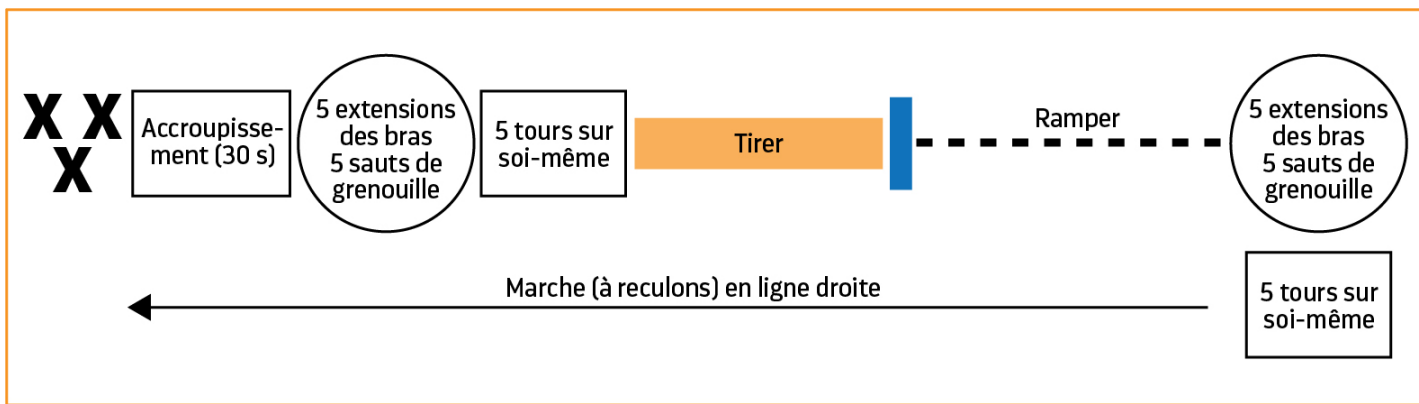 X X
X
Accroupisse-
ment (30 s)
5 extensions
des bras
5 sauts de
grenouille
5 tours sur
soi-même
Tirer
Ramper
5 extensions
des bras
5 sauts de
grenouille
Marche (à reculons) en ligne droite
5 tours sur
soi-même